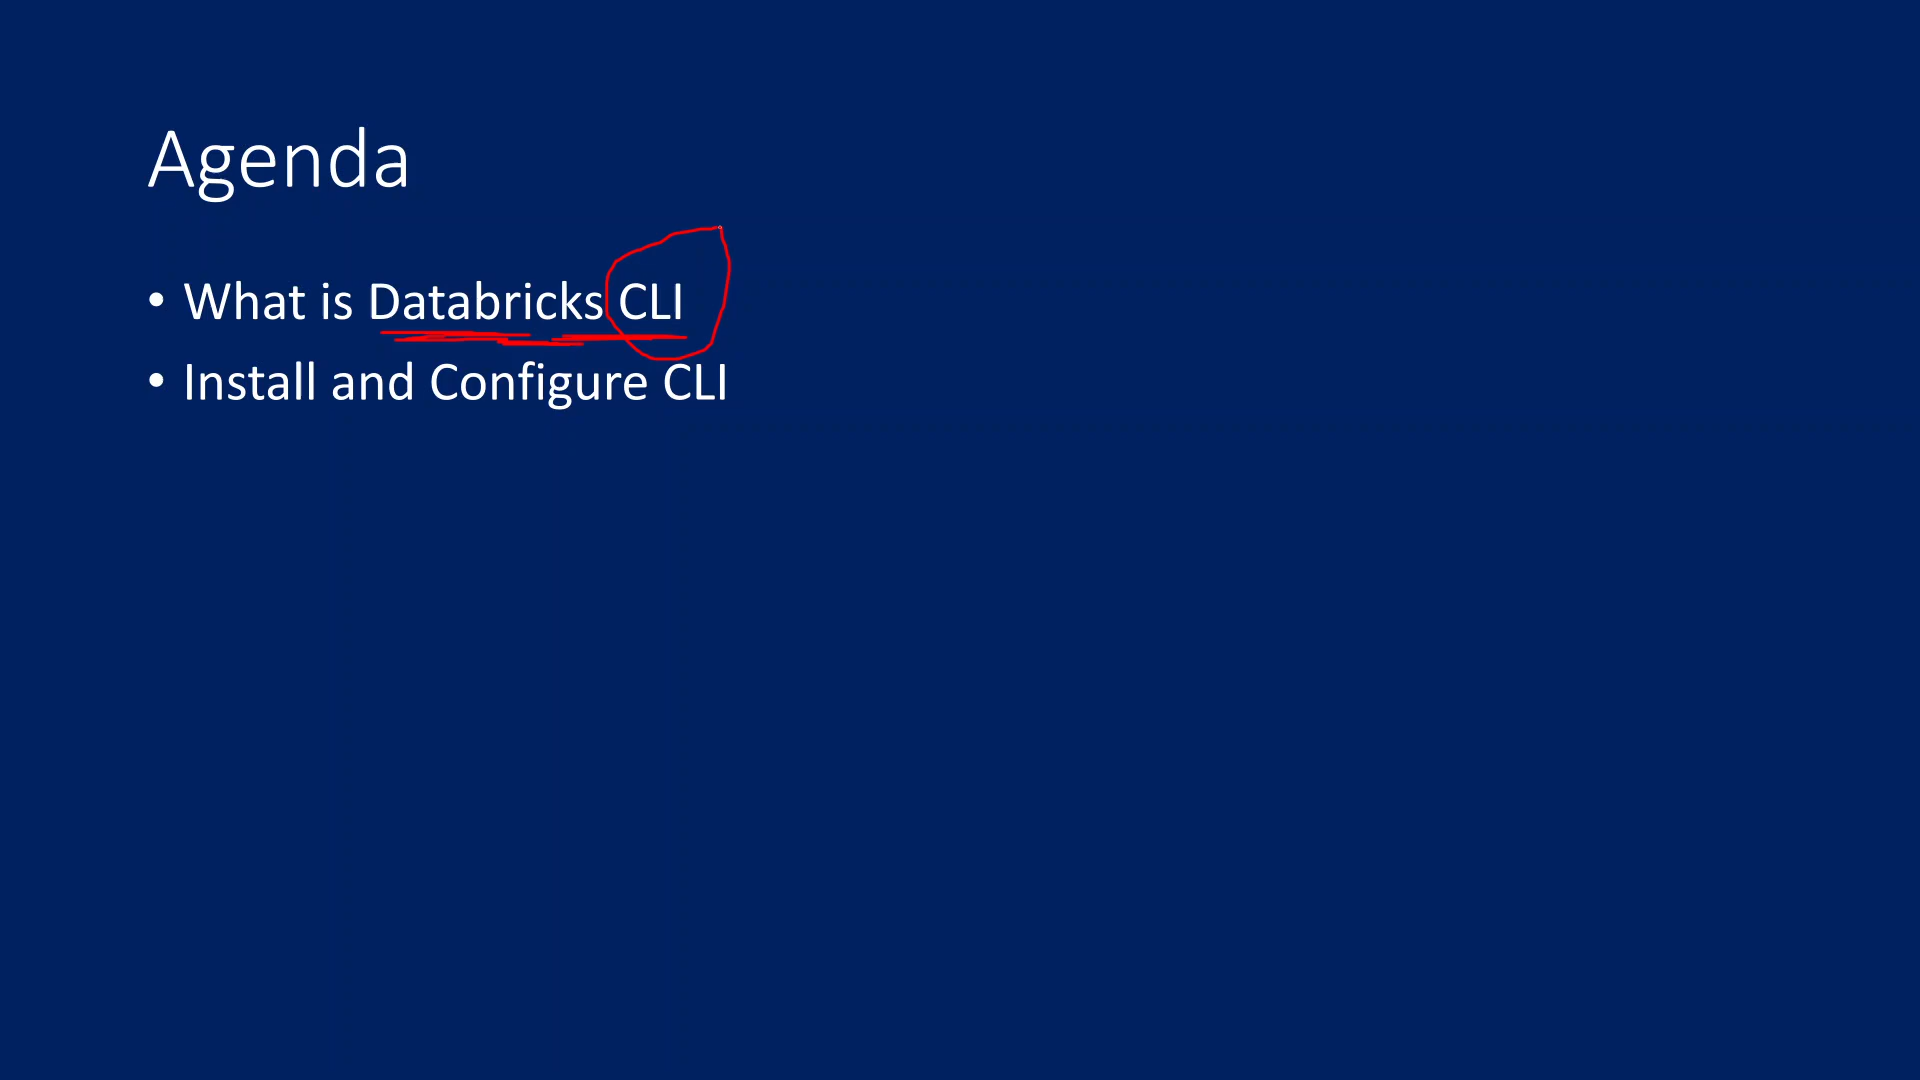 Agenda
• What is Databricks CLI
• Install and Configure CLI